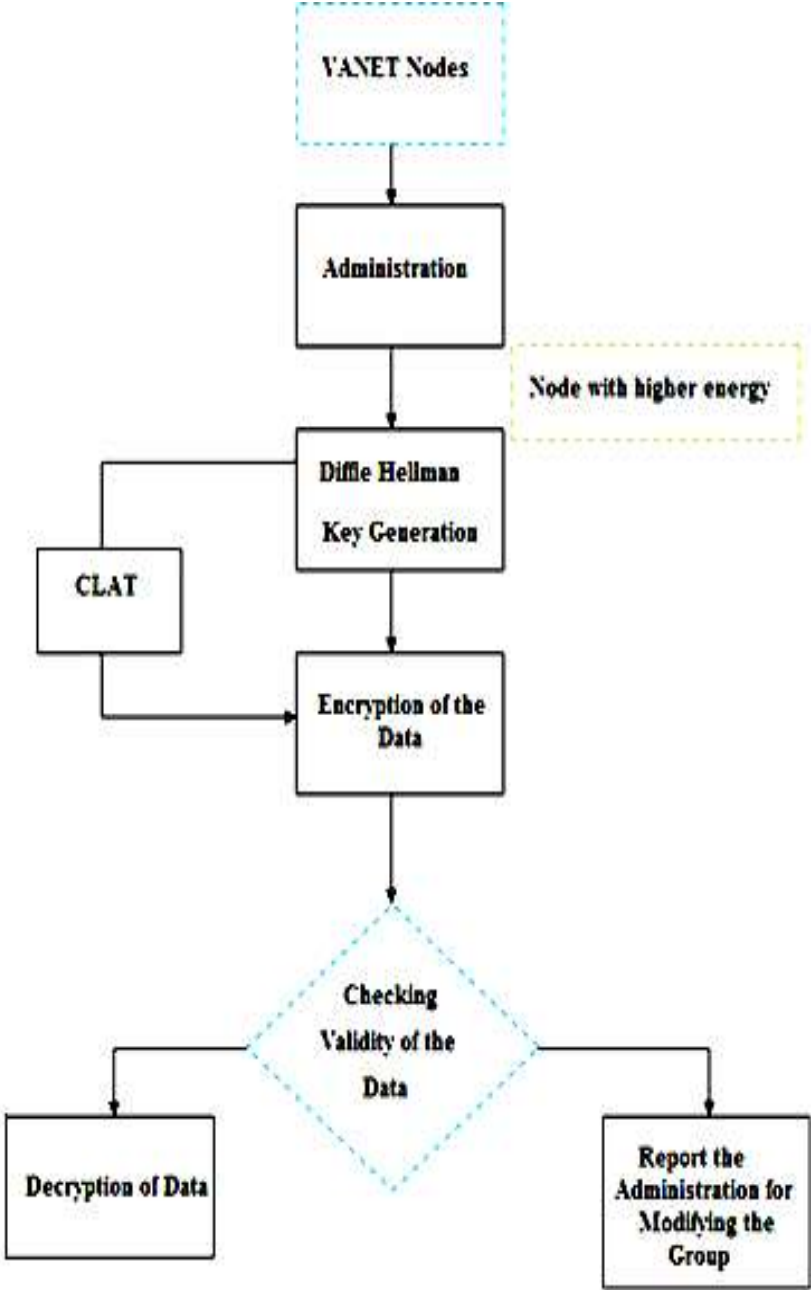 VANET Nodes
Administration
Node with higher energy
Diffie Hellman
Key Generation
CLAT
Encryption of the
Data
Checking
Validity of the
Data
Decryption of Data
Report the
Administration for
Modifying the
Group